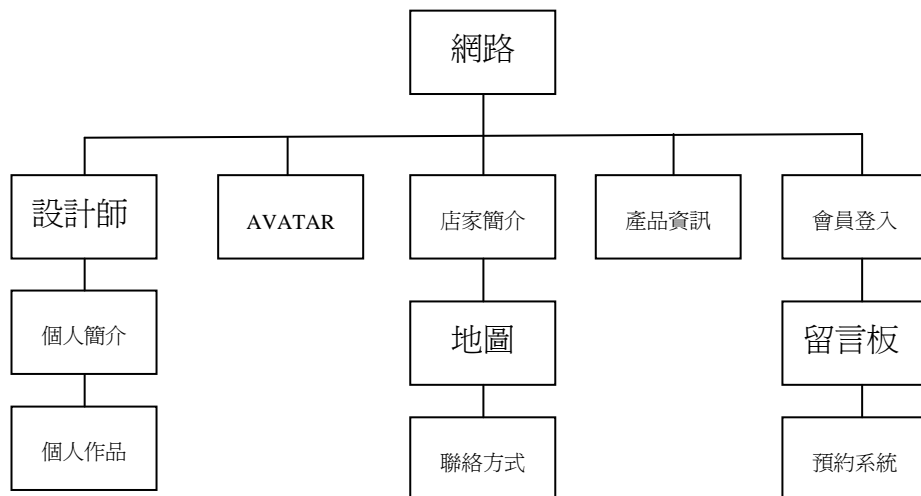 網路
設計師
AVATAR
店家簡介
產品資訊
會員登入
個人簡介
地圖
留言板
個人作品
聯絡方式
預約系統